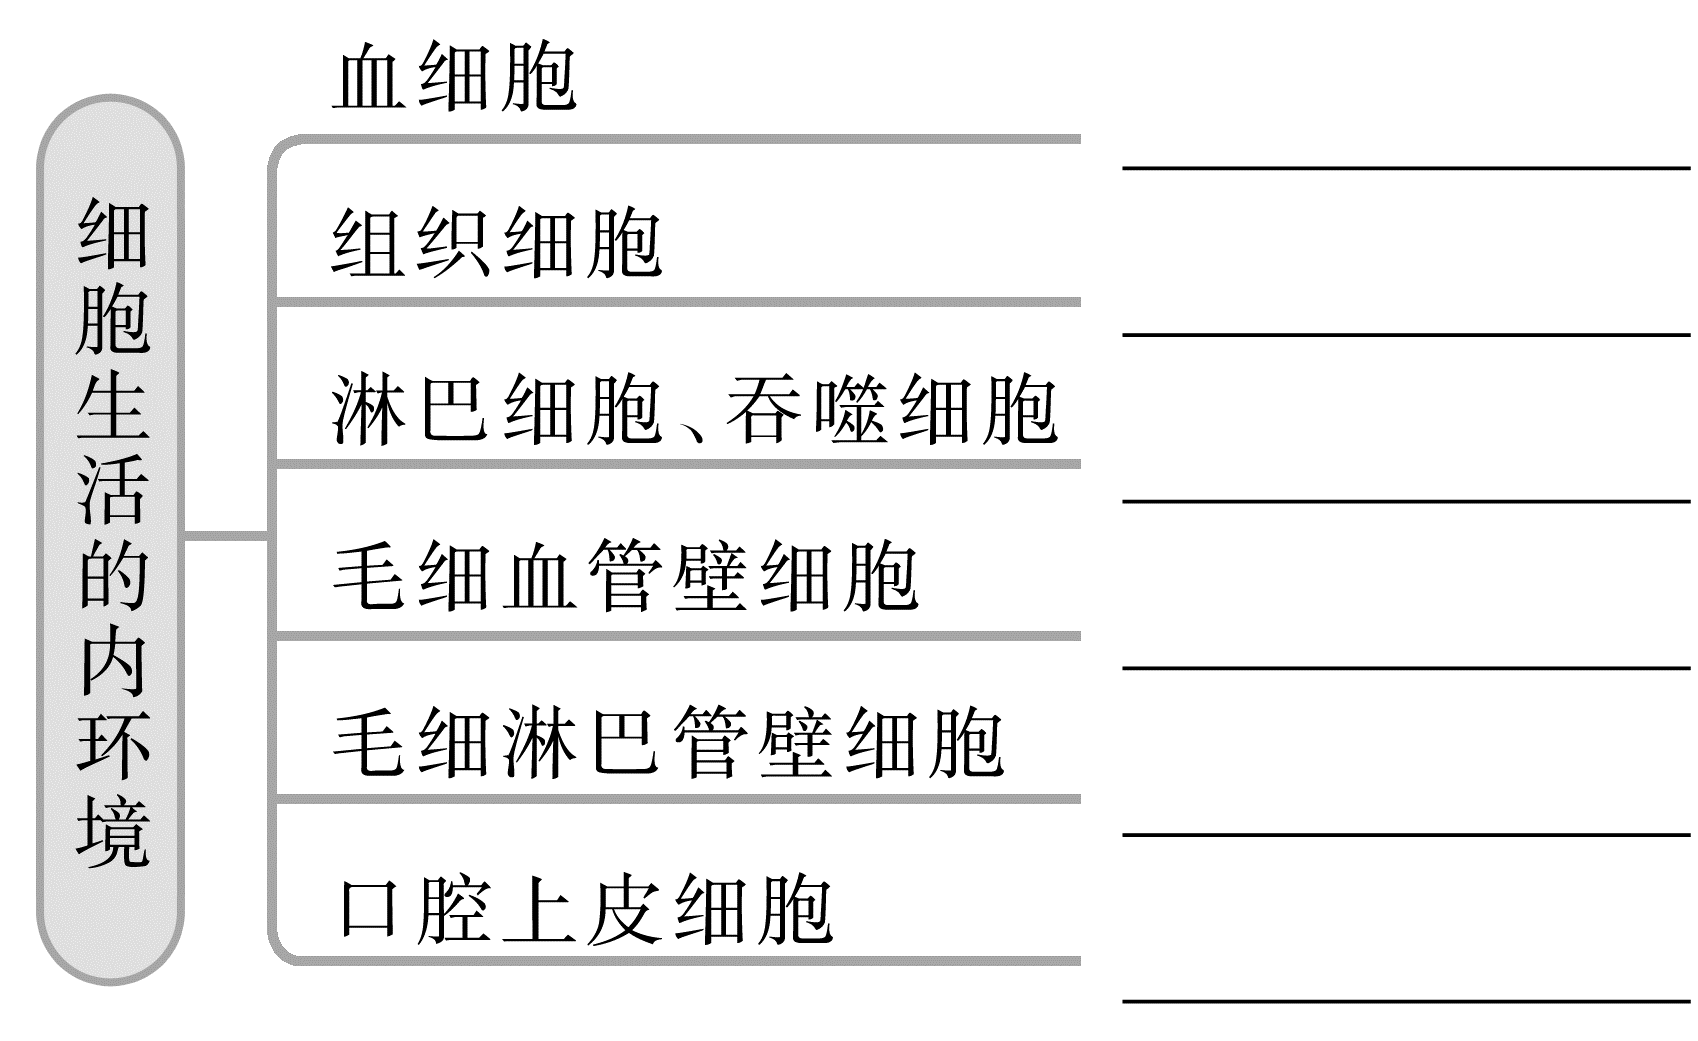 细胞生活的内环境
血细胞
组织细胞
淋巴细胞、吞噬细胞
毛细血管壁细胞
毛细淋巴管壁细胞
口腔上皮细胞